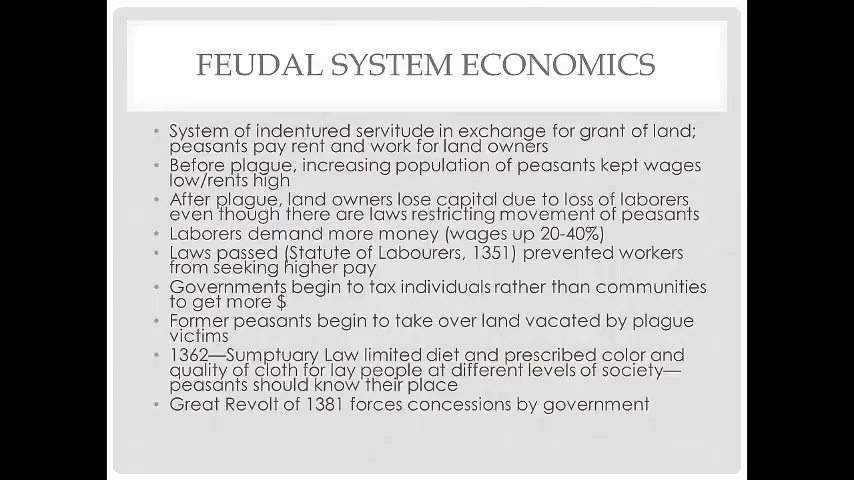 FEUDAL SYSTEM ECONOMICS
• System of indentured servitude in exchange for grant of land;
peasants pay rent and work for land owners
• Before plague, increasing population of peasants kept wages
low/rents high
• After plague, land owners lose capital due to loss of laborers
even though there are laws restricting movement of peasants
• Laborers demand more money (wages up 20-40%)
• Laws passed (Statute of Labourers, 1351) prevented workers
from seeking higher pay
• Governments begin to tax individuals rather than communities
to get more $
• Former peasants begin to take over land vacated by plague
victims
• 1362—Sumptuary Law limited diet and prescribed color and
quality of cloth for lay people at different levels of society—
peasants should know their place
• Great Revolt of 1381 forces concessions by government